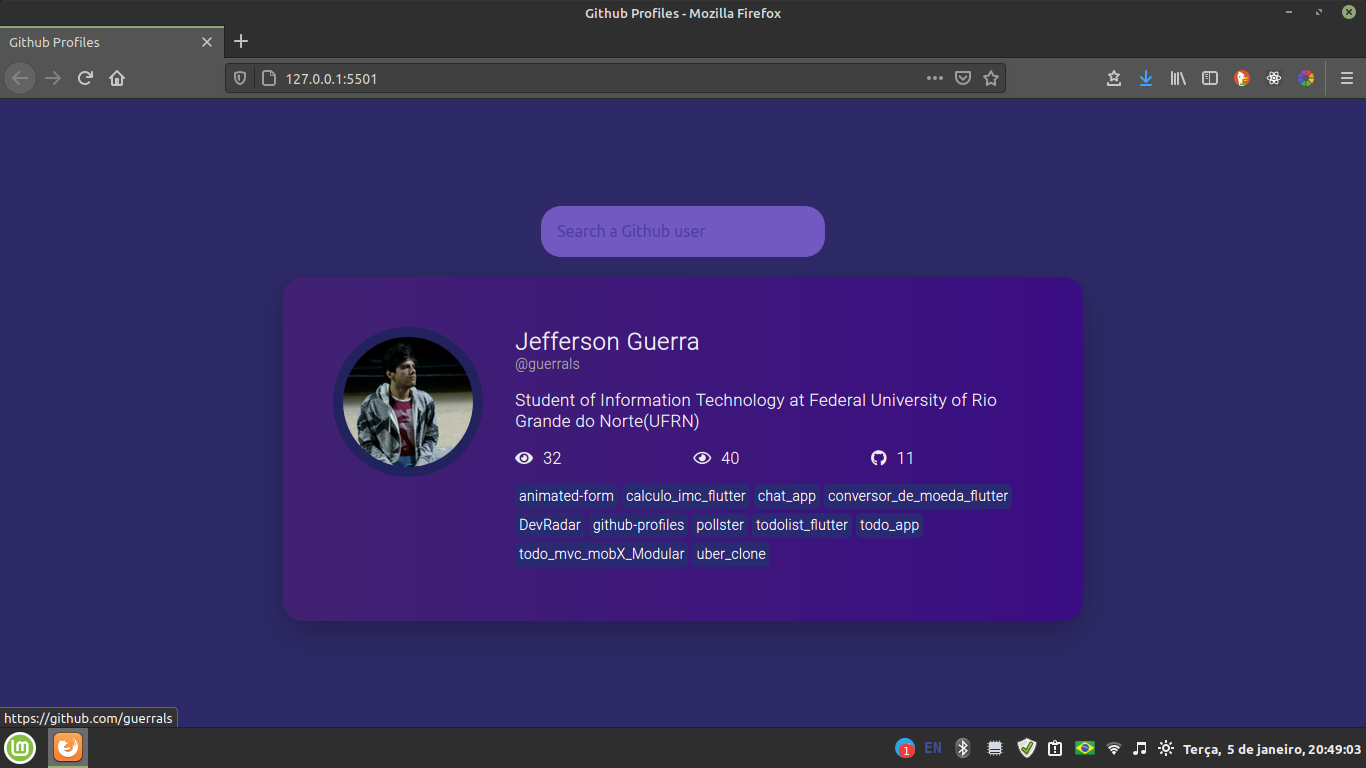 Github Profiles - Mozilla Firefox
Github Profiles
127.0.0.1:5501
Search a Github user
Jefferson Guerra
@guerrals
Student of Information Technology at Federal University of Rio
Grande do Norte(UFRN)
32 40 11
animated-form calculo_imc_flutter chat_app conversor_de_moeda_flutter
DevRadar github-profiles pollster todolist_flutter todo_app
todo_mvc_mobX_Modular uber_clone
https://github.com/guerrals
1 EN Terça, 5 de janeiro, 20:49:03